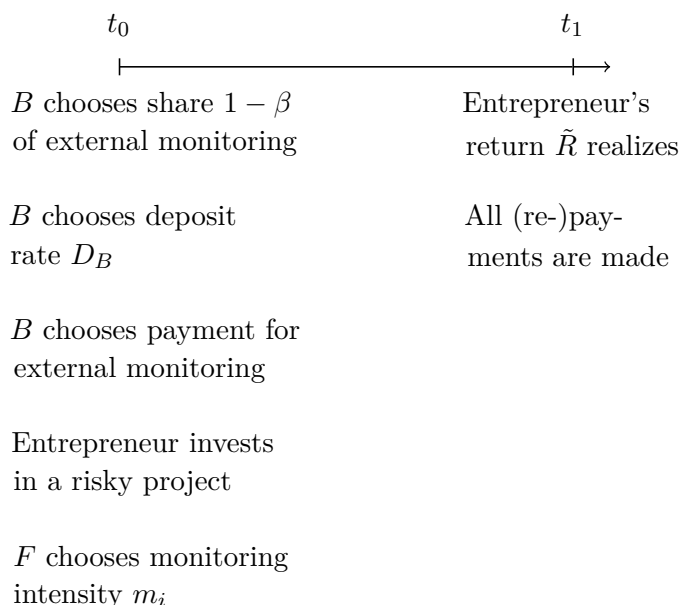 t₀ t₁
B chooses share 1 − β
of external monitoring
Entrepreneur's
return R̃ realizes
B chooses deposit
rate D_B
All (re-)pay-
ments are made
B chooses payment for
external monitoring
Entrepreneur invests
in a risky project
F chooses monitoring
intensity m_i